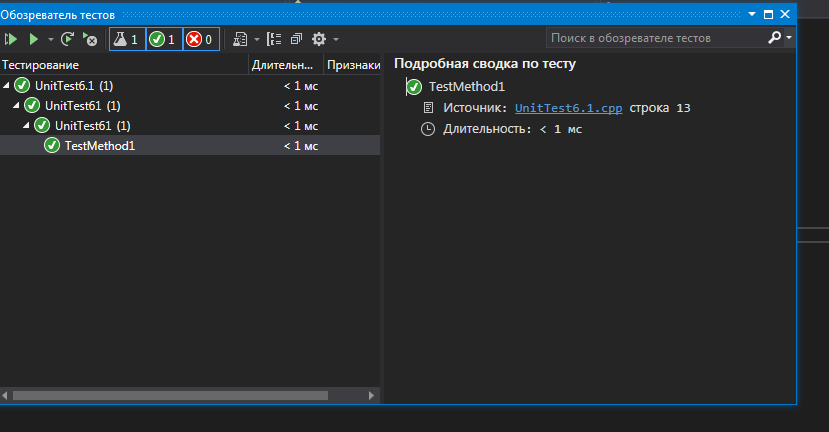 Обозреватель тестов
1 1 0
Поиск в обозревателе тестов
Тестирование Длительн... Признаки
UnitTest6.1 (1) < 1 мс
UnitTest61 (1) < 1 мс
UnitTest61 (1) < 1 мс
TestMethod1 < 1 мс
Подробная сводка по тесту
TestMethod1
Источник: UnitTest6.1.cpp строка 13
Длительность: < 1 мс